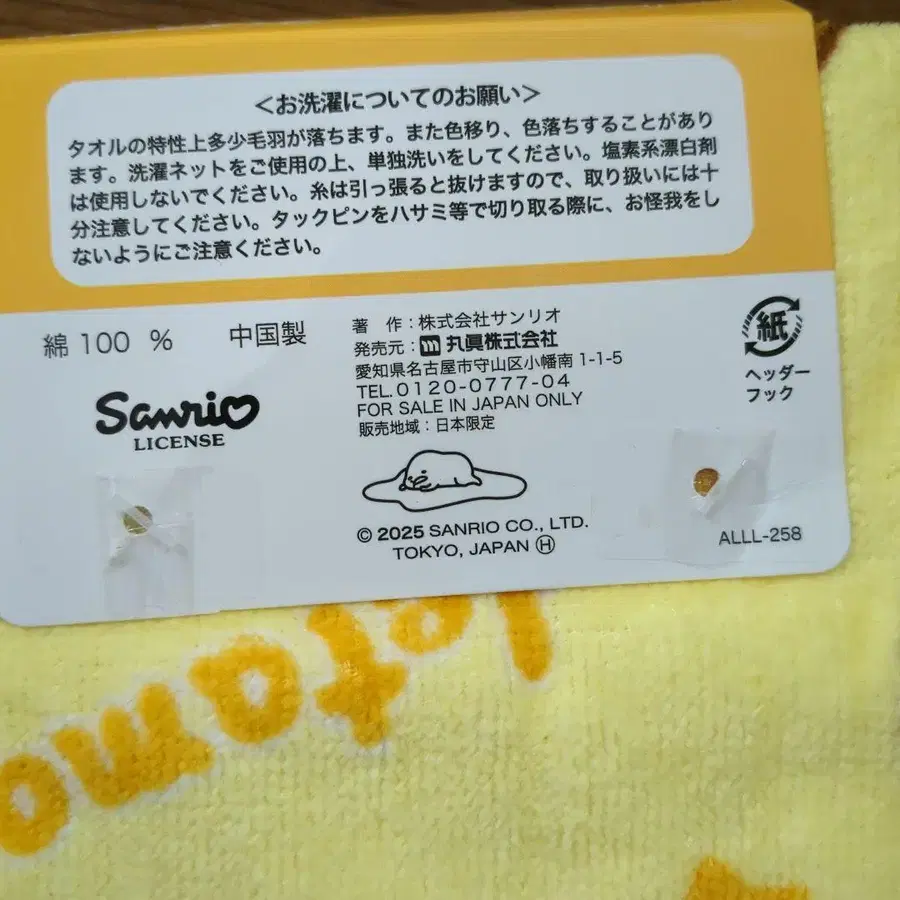 <お洗濯についてのお願い>
タオルの特性上多少毛羽が落ちます。また色移り、色落ちすることがあり
ます。洗濯ネットをご使用の上、単独洗いをしてください。塩素系漂白剤
は使用しないでください。糸は引っ張ると抜けますので、取り扱いには十
分注意してください。タックピンをハサミ等で切り取る際に、お怪我をし
ないようにご注意ください。
綿 100 %
中国製
著 作:株式会社サンリオ
発売元:m 丸眞株式会社
愛知県名古屋市守山区小幡南 1-1-5
TEL.0120-0777-04
FOR SALE IN JAPAN ONLY
販売地域:日本限定
紙
ヘッダー
フック
Sanrio
LICENSE
© 2025 SANRIO CO., LTD.
TOKYO, JAPAN Ⓗ
ALLL-258
detamo